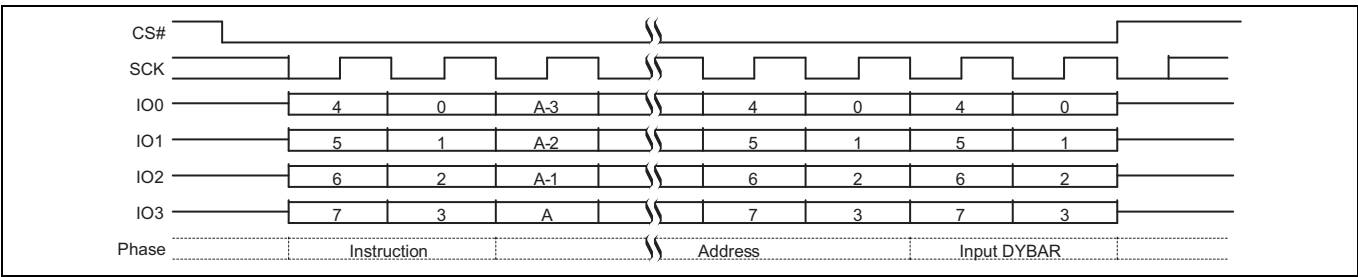 CS#
SCK
IO0 4 0 A-3 4 0 4 0
IO1 5 1 A-2 5 1 5 1
IO2 6 2 A-1 6 2 6 2
IO3 7 3 A 7 3 7 3
Phase Instruction Address Input DYBAR